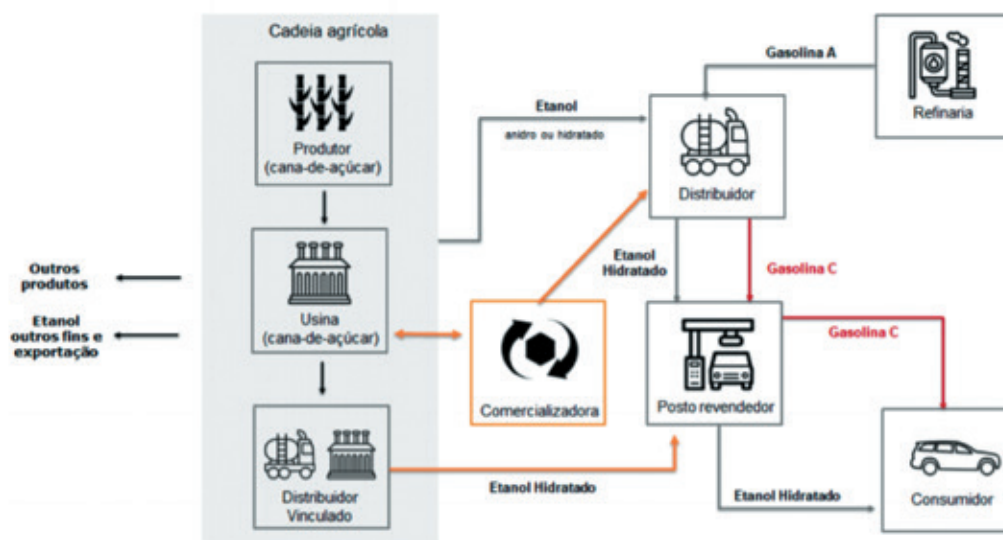 Cadeia agrícola
Produtor
(cana-de-açúcar)
Usina
(cana-de-açúcar)
Distribuidor
Vinculado
Outros
produtos
Etanol
outros fins e
exportação
Etanol
anidro ou hidratado
Gasolina A
Refinaria
Distribuidor
Etanol
Hidratado
Gasolina C
Comercializadora
Posto revendedor
Gasolina C
Etanol Hidratado
Etanol Hidratado
Consumidor